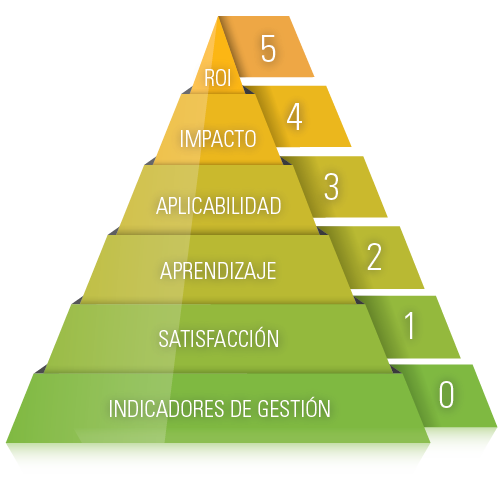 5
ROI
4
IMPACTO
3
APLICABILIDAD
2
APRENDIZAJE
1
SATISFACCIÓN
0
INDICADORES DE GESTIÓN